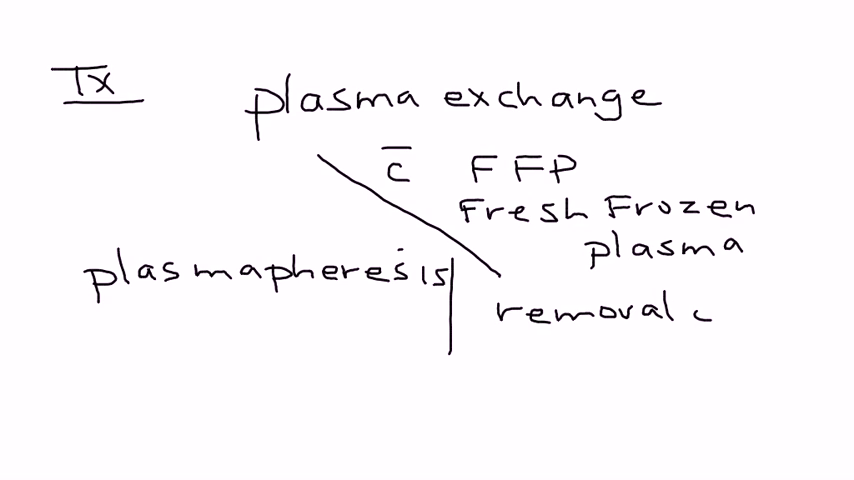 Tx
plasma exchange
c̄ FFP
Fresh Frozen
plasma
plasmapheresis
removal